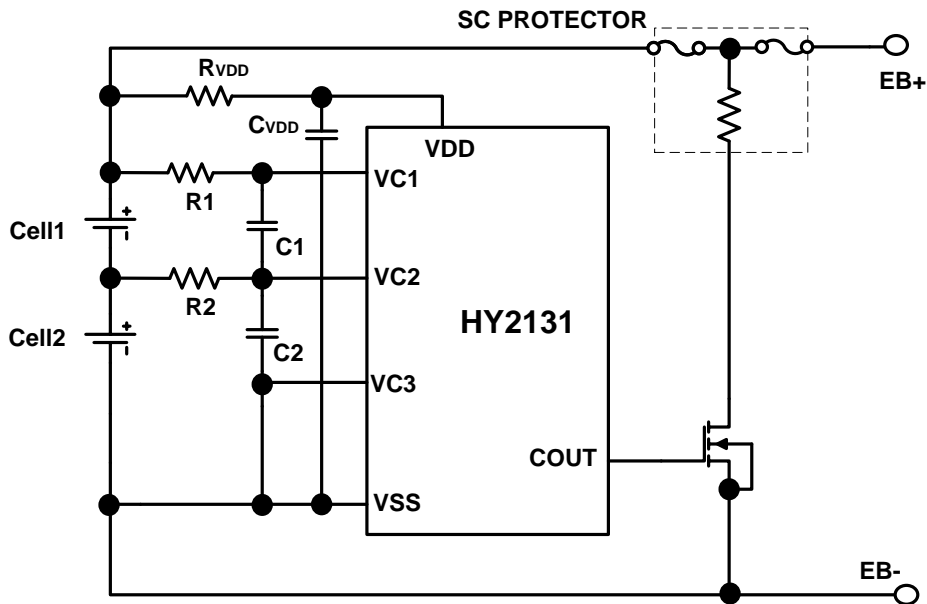 SC PROTECTOR
EB+
RVDD
CVDD
VDD
VC1
R1
Cell1
C1
VC2
R2
HY2131
Cell2
C2
VC3
COUT
VSS
EB-